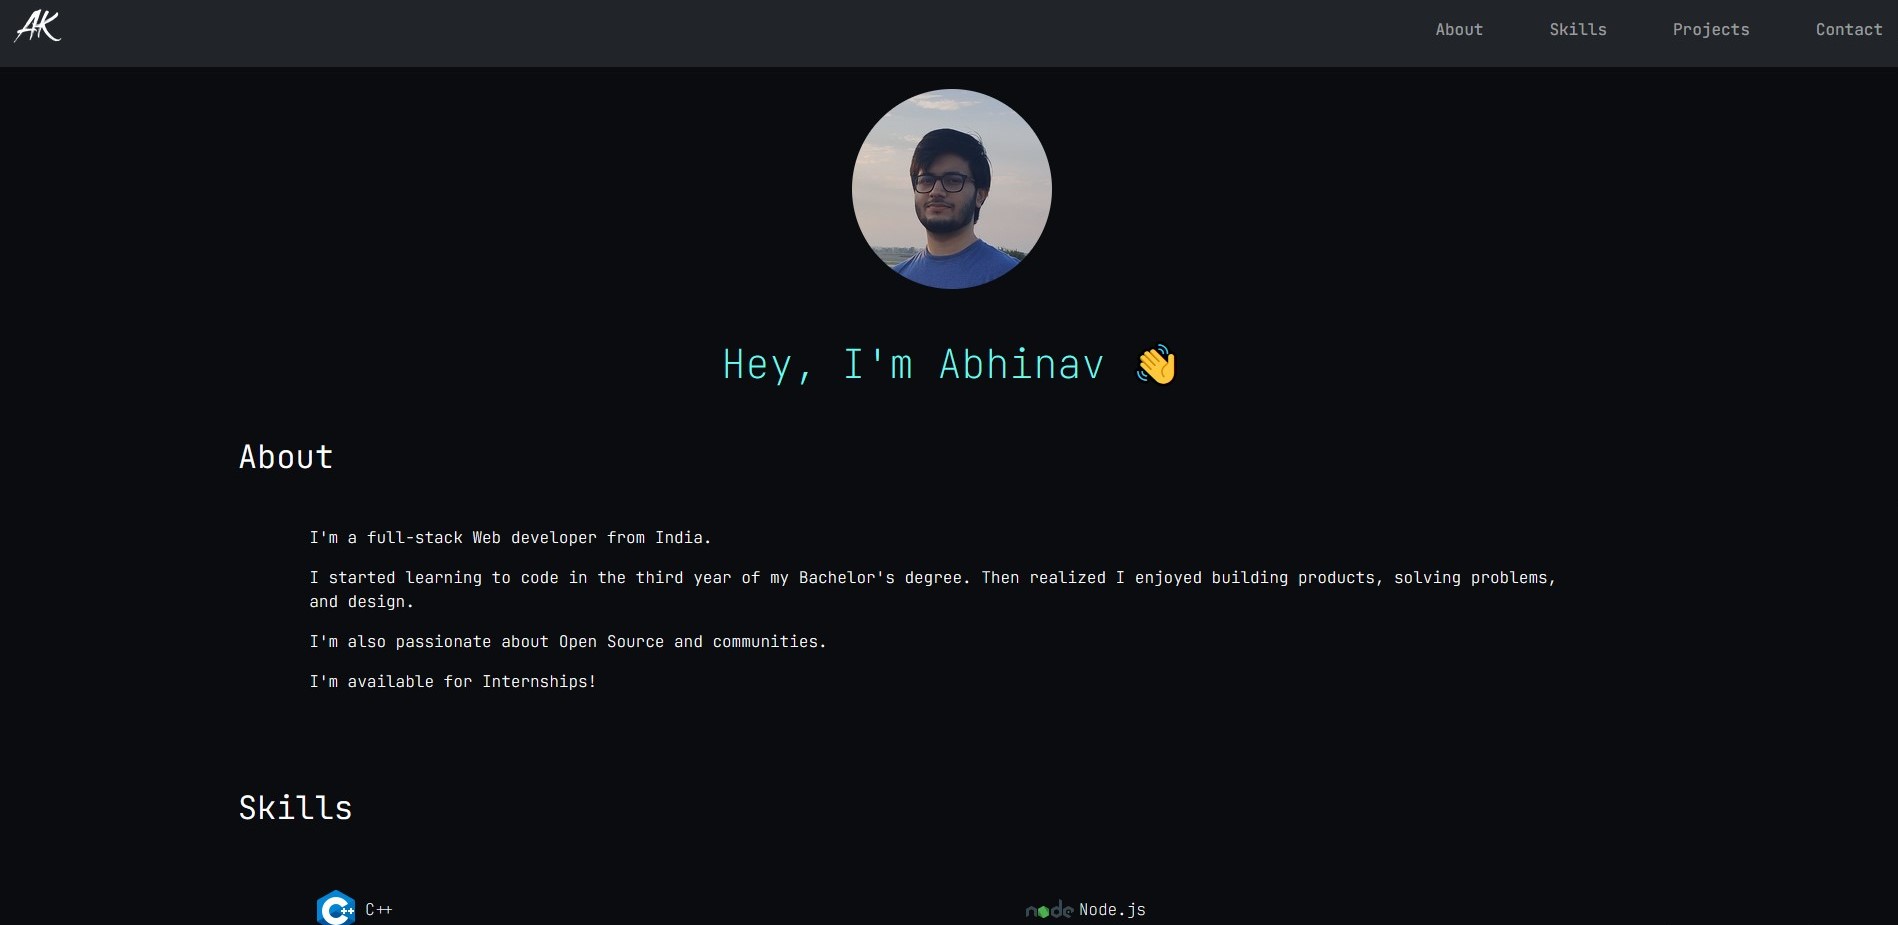 AK
About Skills Projects Contact
Hey, I'm Abhinav 👋
About
I'm a full-stack Web developer from India.
I started learning to code in the third year of my Bachelor's degree. Then realized I enjoyed building products, solving problems,
and design.
I'm also passionate about Open Source and communities.
I'm available for Internships!
Skills
C++ C++
node Node.js